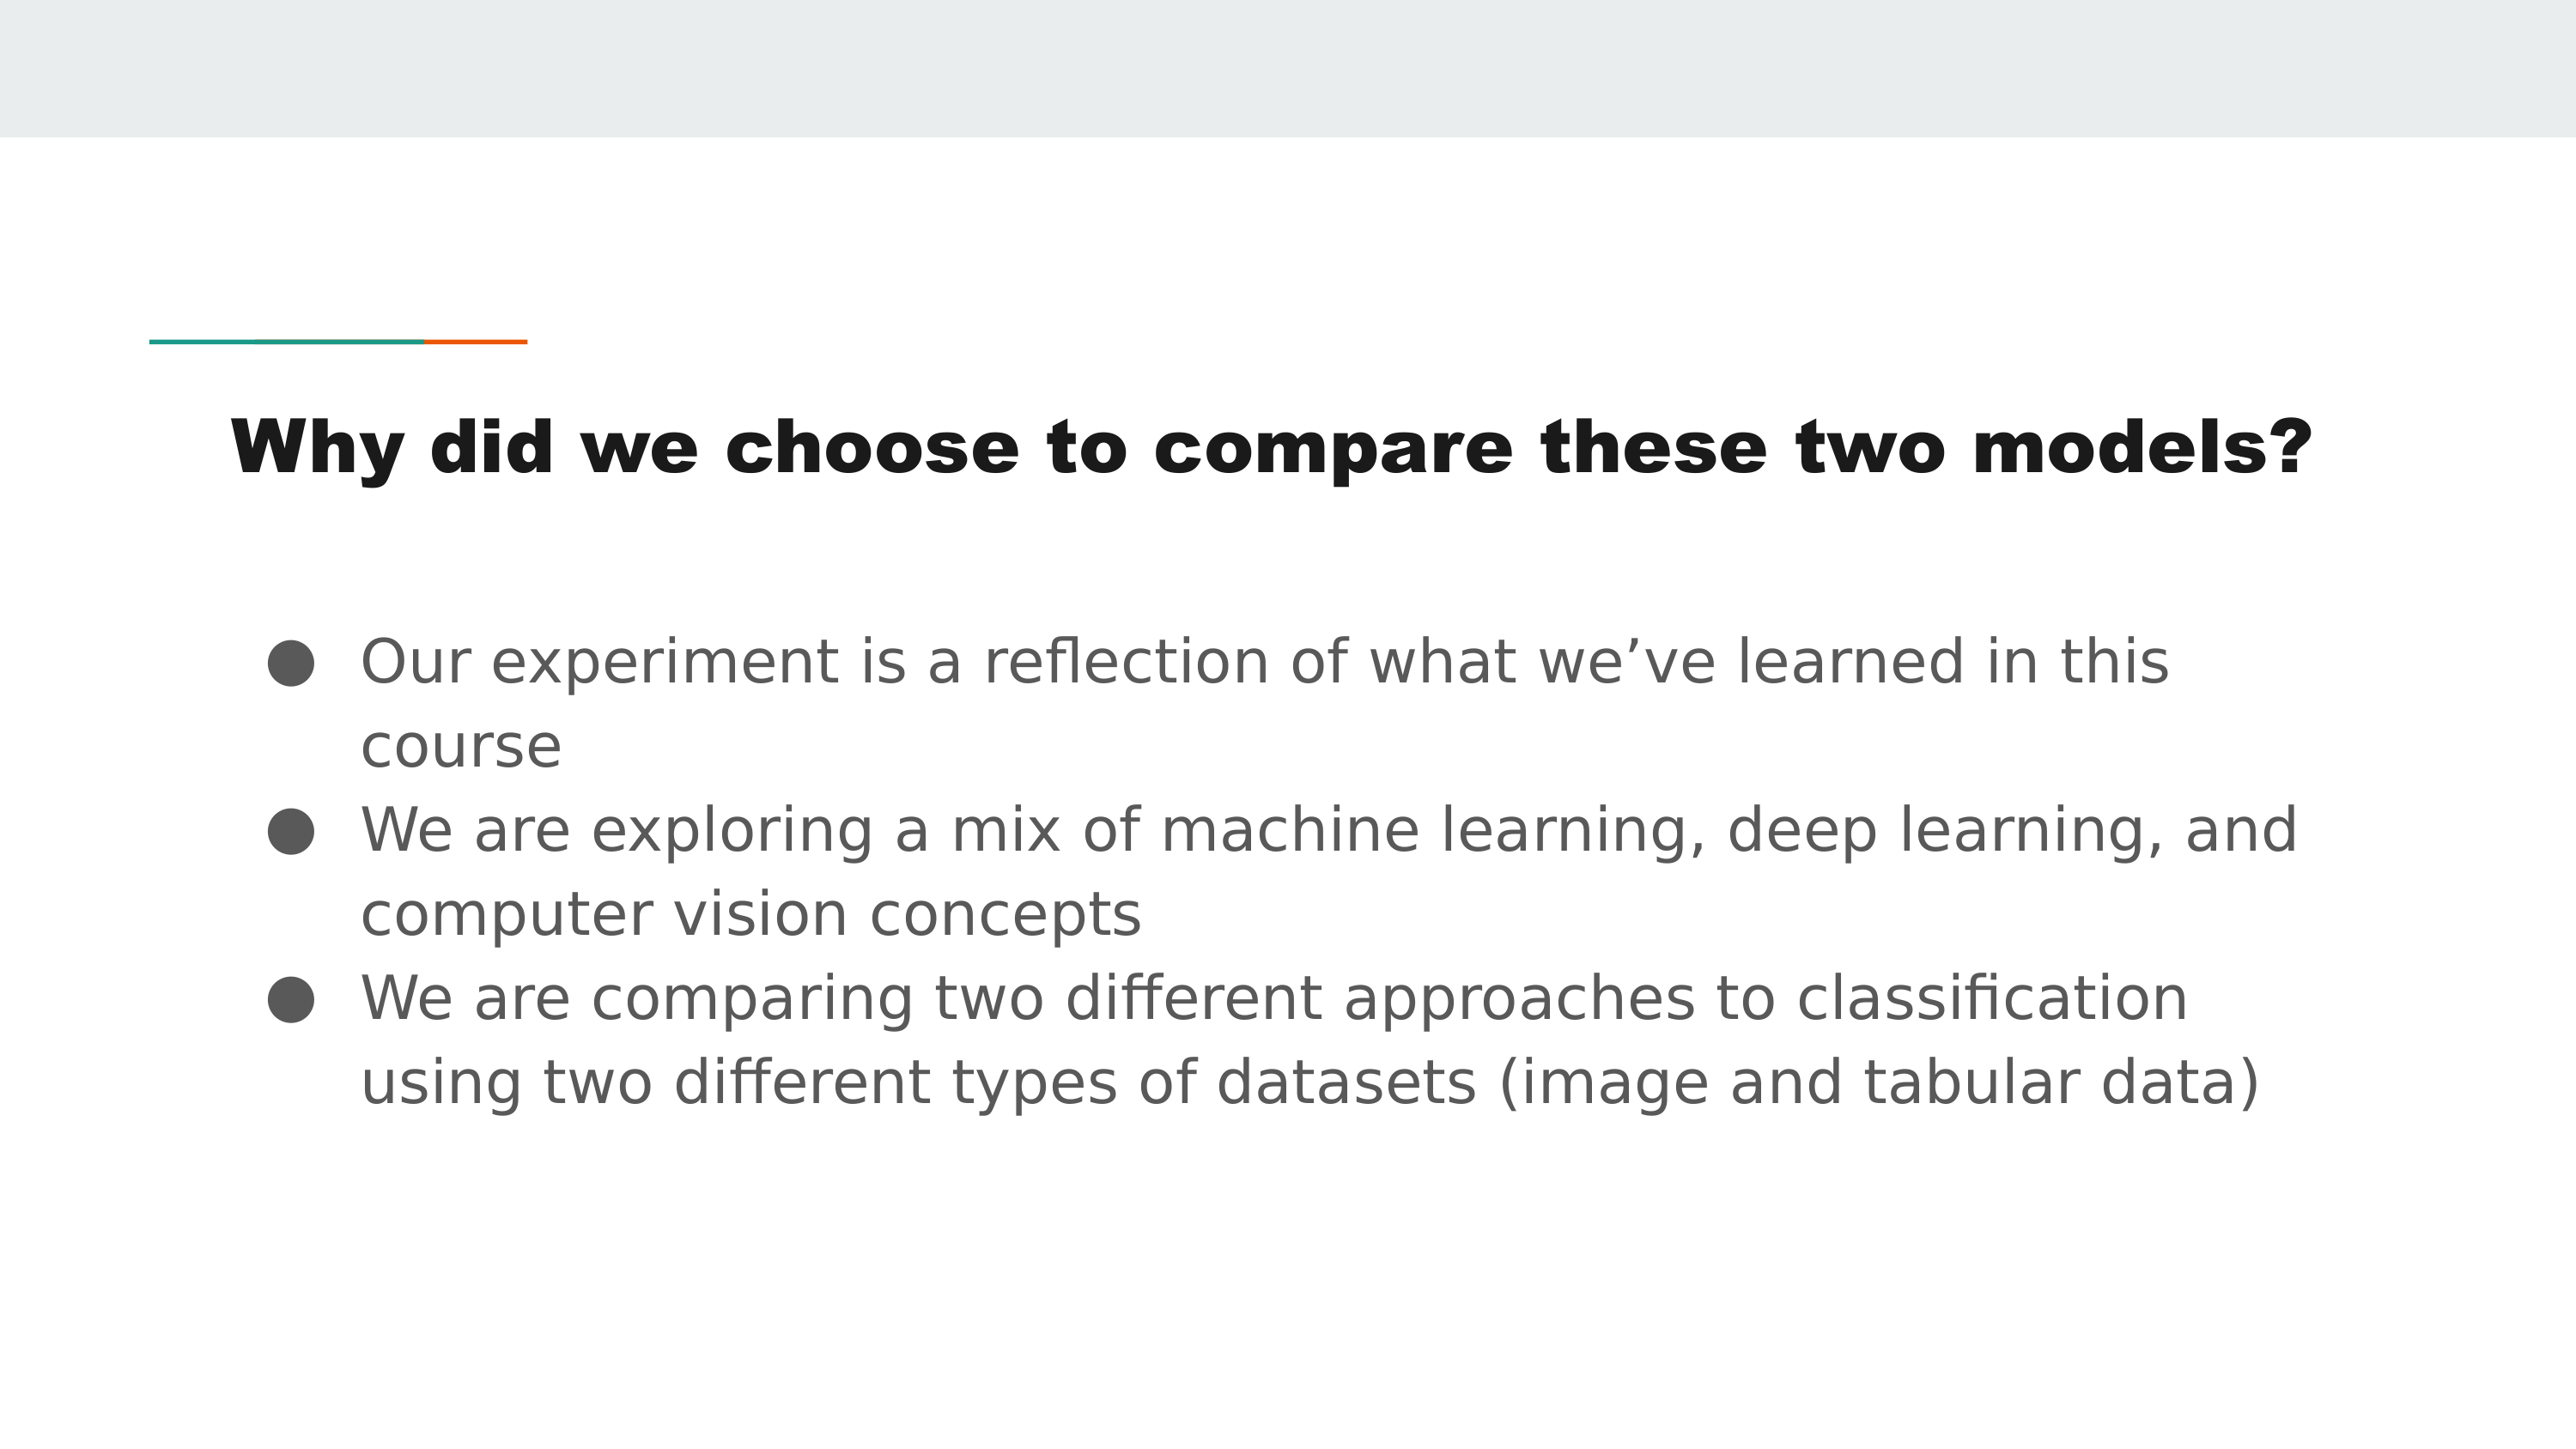 Why did we choose to compare these two models?
● Our experiment is a reflection of what we’ve learned in this
course
● We are exploring a mix of machine learning, deep learning, and
computer vision concepts
● We are comparing two different approaches to classification
using two different types of datasets (image and tabular data)